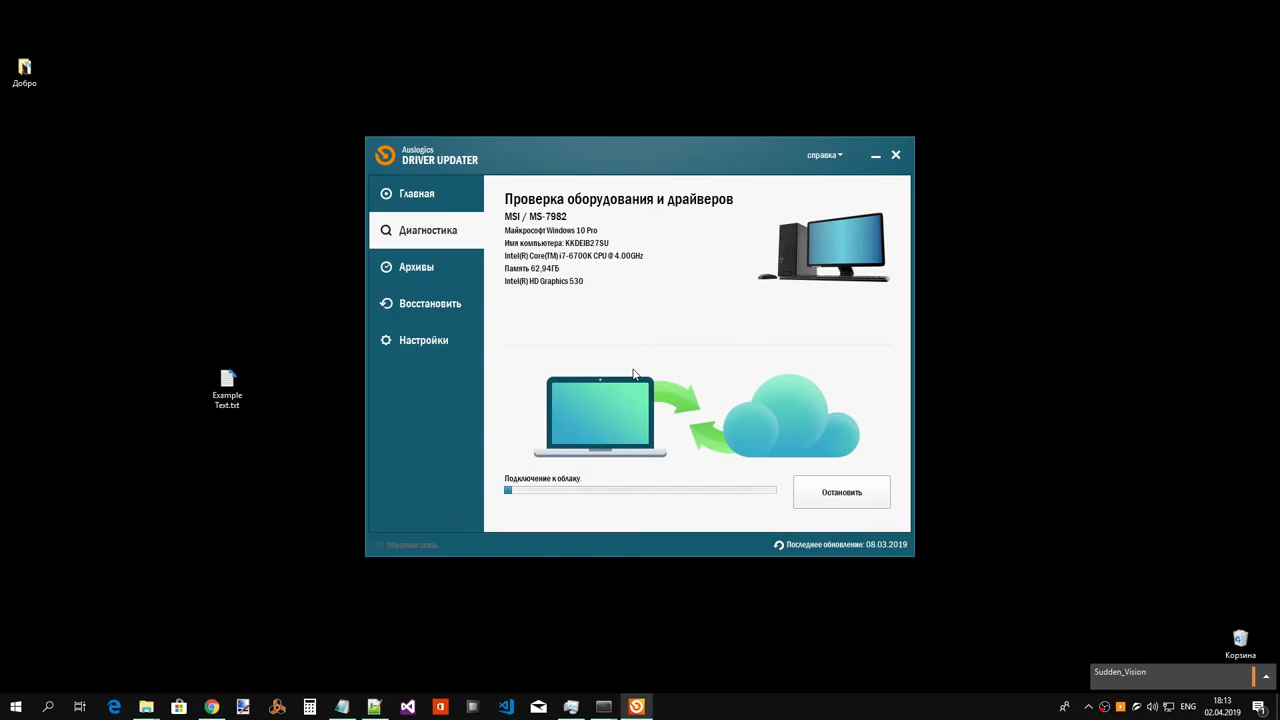 Добро
Auslogics
DRIVER UPDATER
справка
Главная
Диагностика
Архивы
Восстановить
Настройки
Проверка оборудования и драйверов
MSI / MS-7982
Майкрософт Windows 10 Pro
Имя компьютера: KKDEIB27SU
Intel(R) Core(TM) i7-6700K CPU @ 4.00GHz
Память 62,94ГБ
Intel(R) HD Graphics 530
Example
Text.txt
Подключение к облаку.
Остановить
Обратная связь
Последнее обновление: 08.03.2019
Корзина
Sudden_Vision
ENG
18:13
02.04.2019